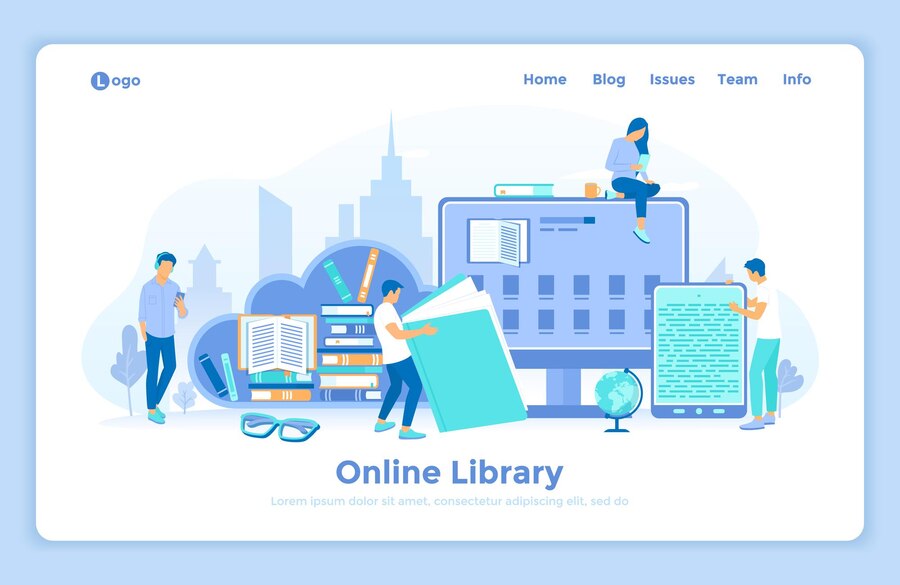 Logo
Home Blog Issues Team Info
Online Library
Lorem ipsum dolor sit amet, consectetur adipiscing elit, sed do